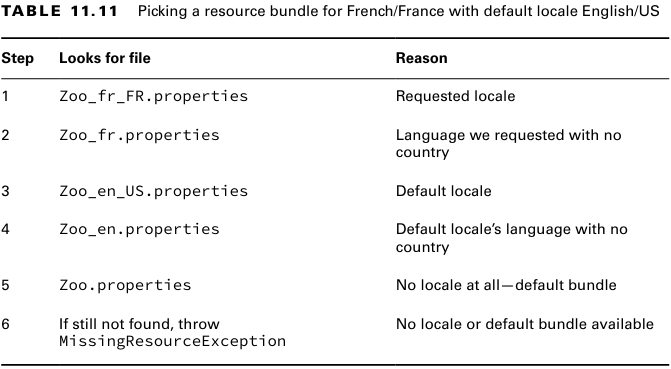 TABLE 11.11 Picking a resource bundle for French/France with default locale English/US
Step Looks for file Reason
1 Zoo_fr_FR.properties Requested locale
2 Zoo_fr.properties Language we requested with no
country
3 Zoo_en_US.properties Default locale
4 Zoo_en.properties Default locale’s language with no
country
5 Zoo.properties No locale at all—default bundle
6 If still not found, throw No locale or default bundle available
MissingResourceException